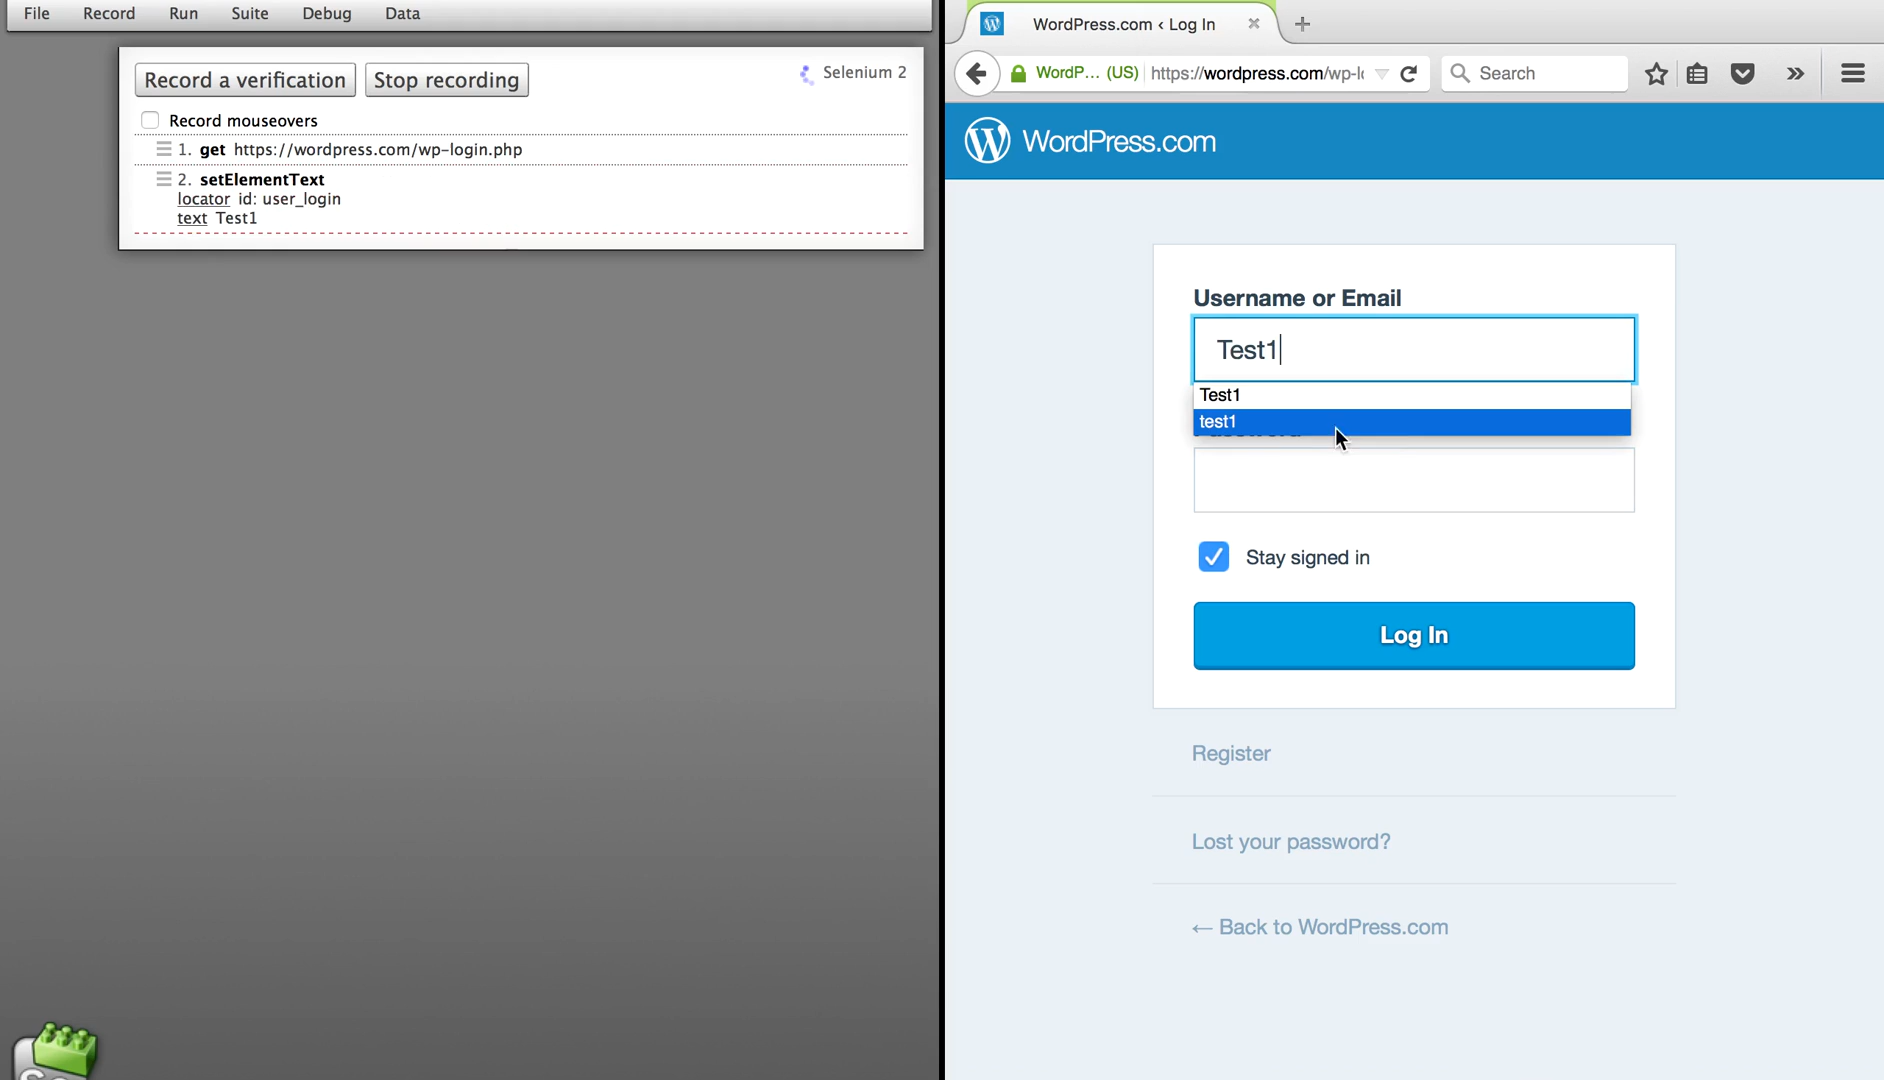 File Record Run Suite Debug Data
Record a verification Stop recording Selenium 2
Record mouseovers
1. get https://wordpress.com/wp-login.php
2. setElementText
locator id: user_login
text Test1
WordPress.com ‹ Log In
WordP... (US) https://wordpress.com/wp-l Search
WordPress.com
Username or Email
Test1
Test1
test1
Stay signed in
Log In
Register
Lost your password?
← Back to WordPress.com